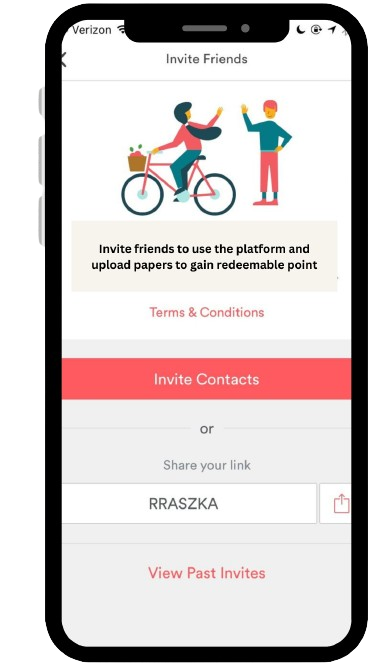 Verizon
Invite Friends
Invite friends to use the platform and
upload papers to gain redeemable point
Terms & Conditions
Invite Contacts
or
Share your link
RRASZKA
View Past Invites